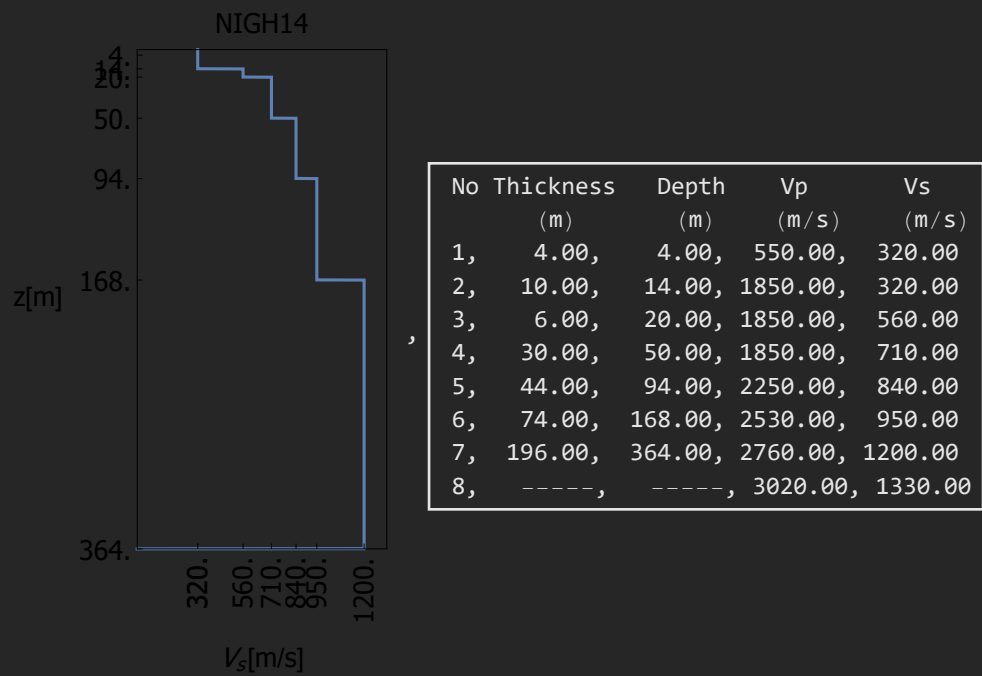 NIGH14
4.
14.
20.
50.
94.
168.
z[m]
364.
320.
560.
710.
840.
950.
1200.
Vs[m/s]
,
No Thickness Depth Vp Vs
(m) (m) (m/s) (m/s)
1, 4.00, 4.00, 550.00, 320.00
2, 10.00, 14.00, 1850.00, 320.00
3, 6.00, 20.00, 1850.00, 560.00
4, 30.00, 50.00, 1850.00, 710.00
5, 44.00, 94.00, 2250.00, 840.00
6, 74.00, 168.00, 2530.00, 950.00
7, 196.00, 364.00, 2760.00, 1200.00
8, -----, -----, 3020.00, 1330.00